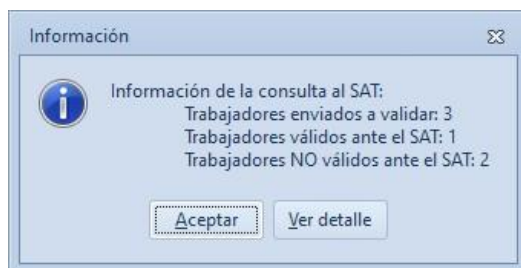 Información
Información de la consulta al SAT:
Trabajadores enviados a validar: 3
Trabajadores válidos ante el SAT: 1
Trabajadores NO válidos ante el SAT: 2
Aceptar
Ver detalle